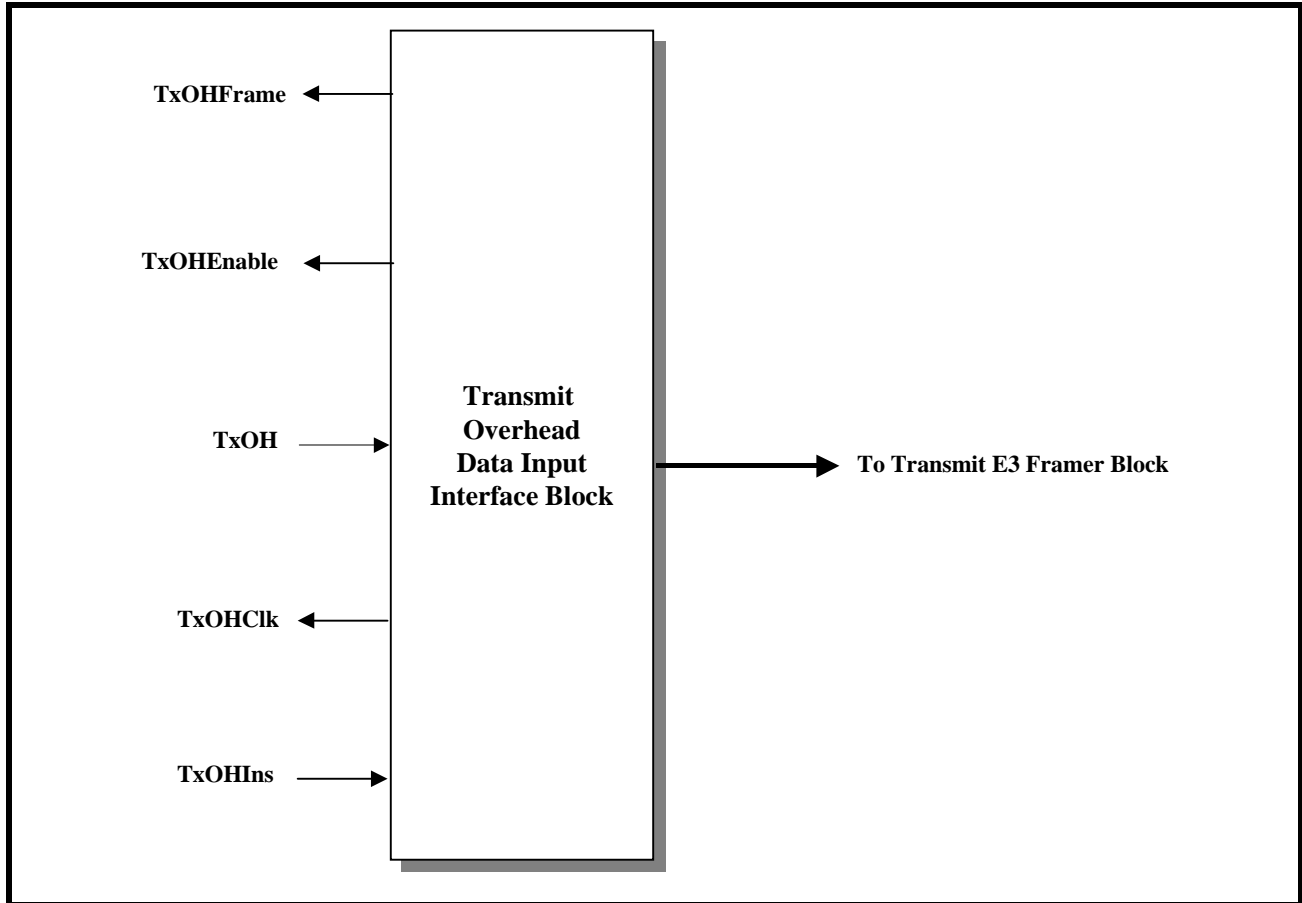 TxOHFrame
TxOHEnable
TxOH
TxOHClk
TxOHIns
Transmit
Overhead
Data Input
Interface Block
To Transmit E3 Framer Block